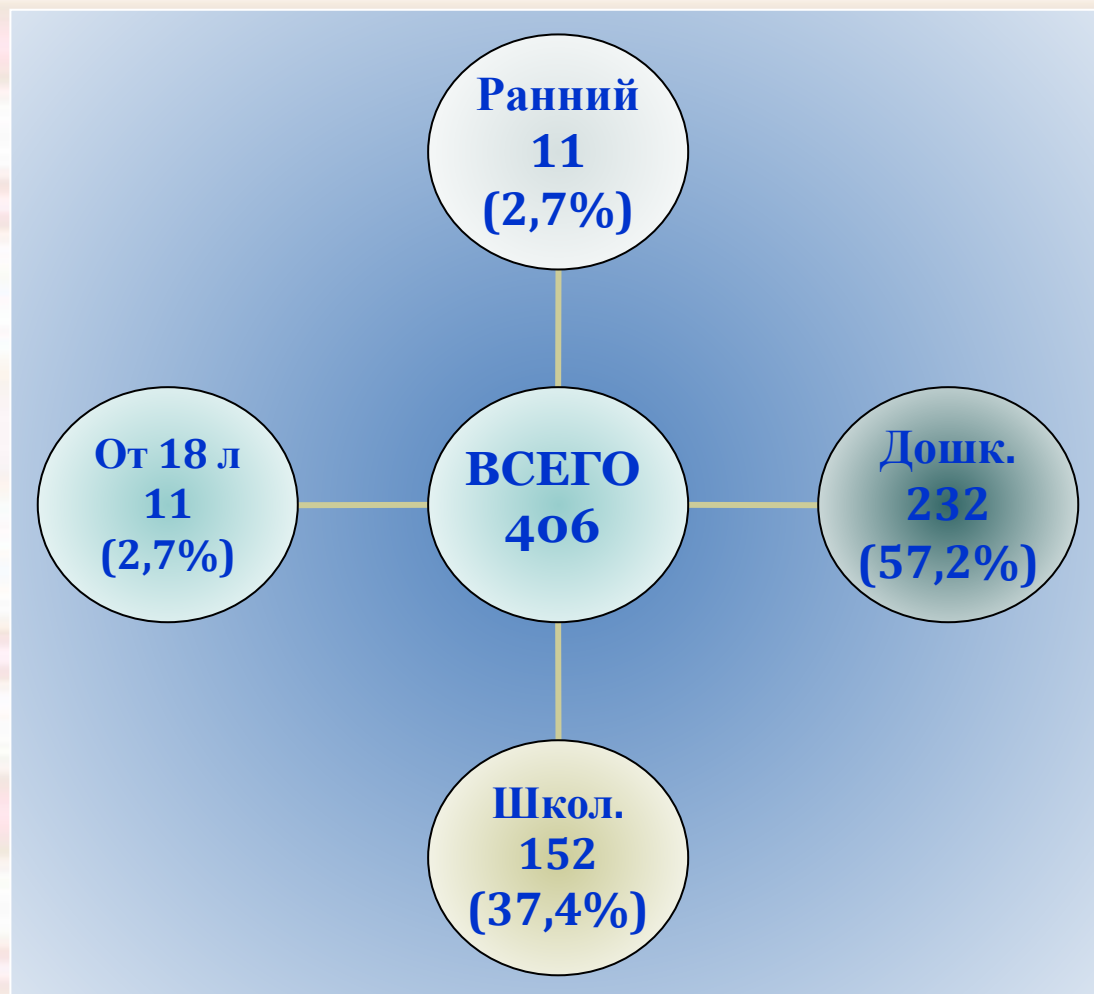 Ранний
11
(2,7%)
От 18 л
11
(2,7%)
ВСЕГО
406
Дошк.
232
(57,2%)
Школ.
152
(37,4%)